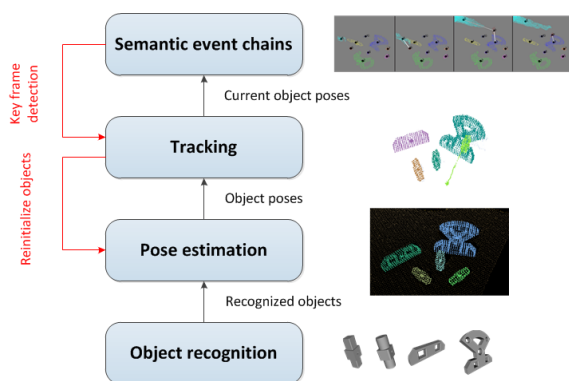 Semantic event chains
Key frame
detection
Current object poses
Tracking
Reinitialize objects
Object poses
Pose estimation
Recognized objects
Object recognition